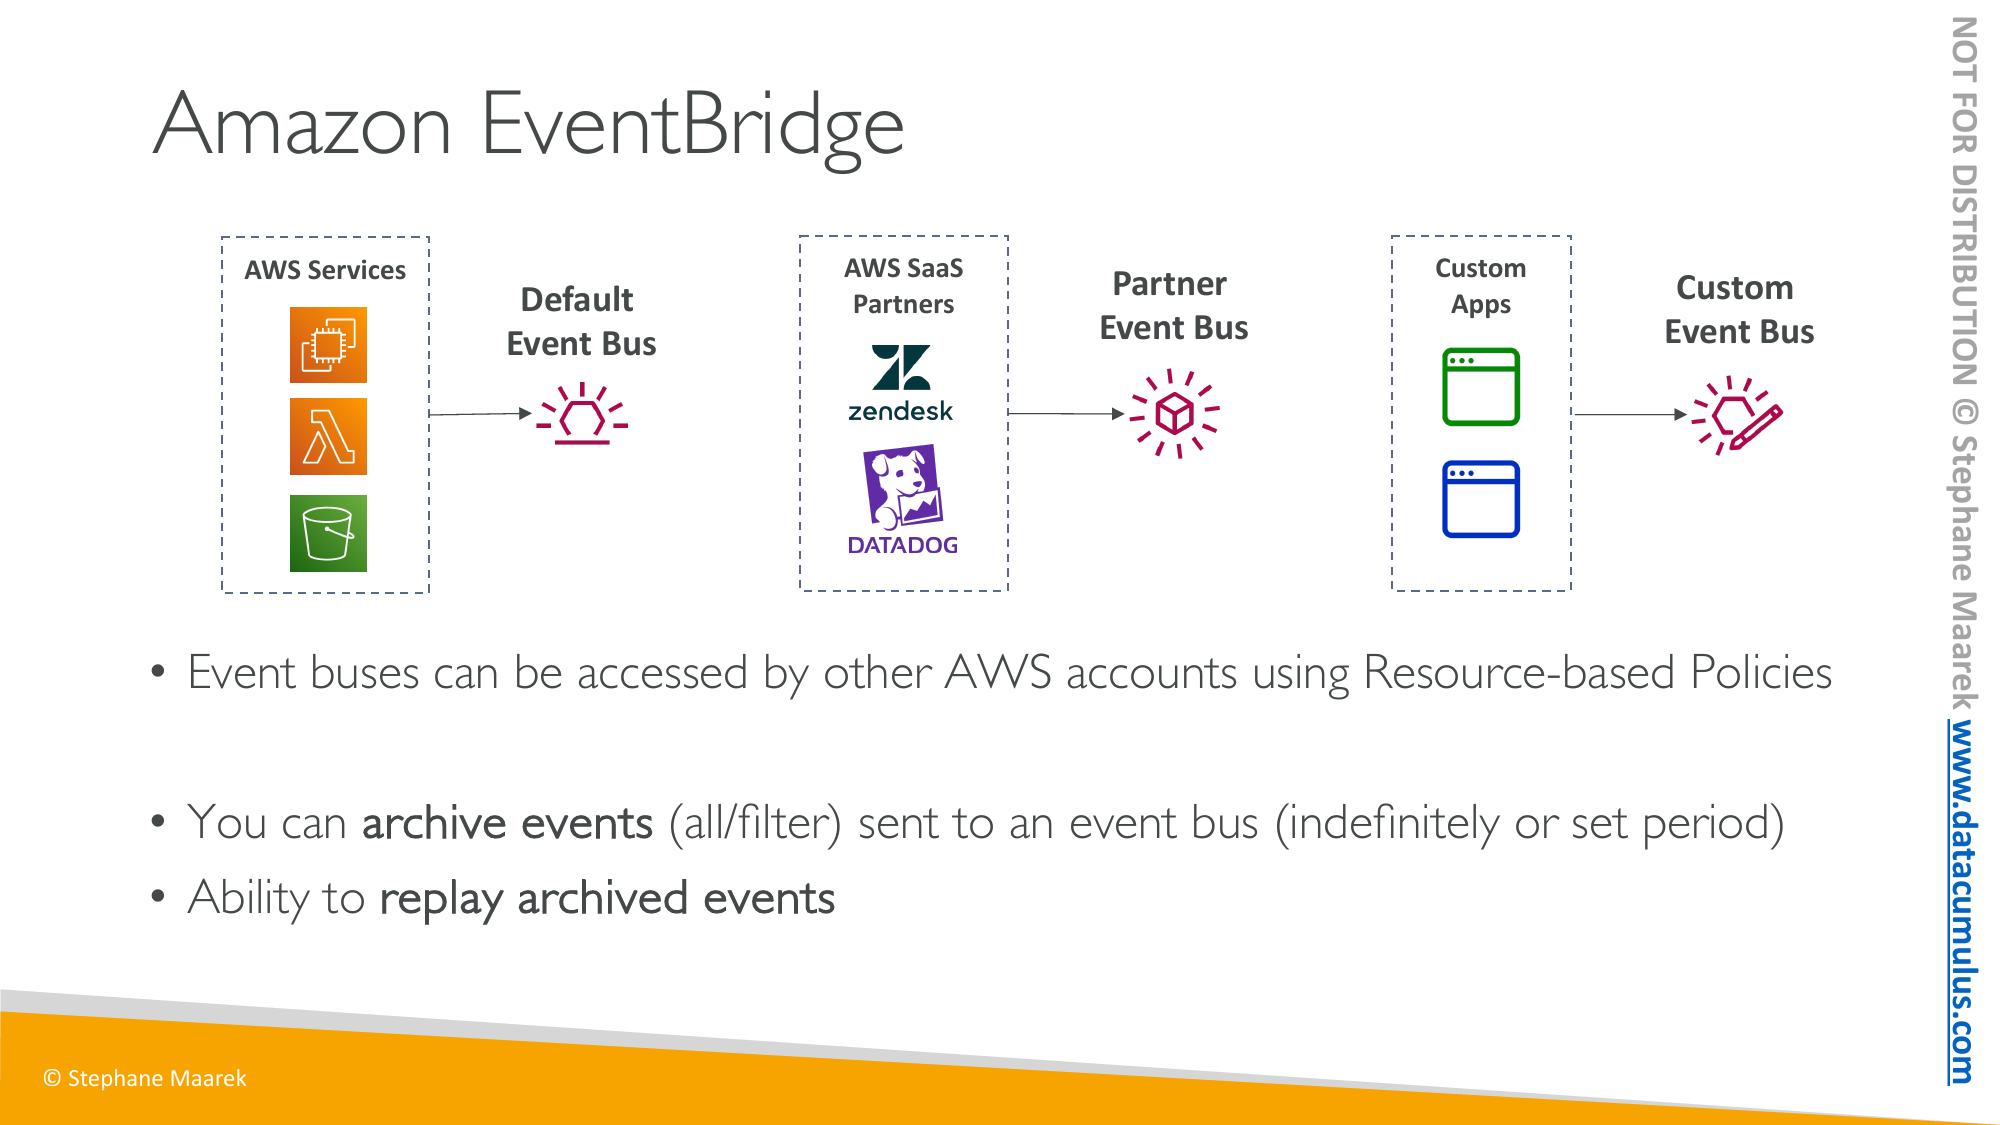 Amazon EventBridge
AWS Services
Default
Event Bus
AWS SaaS
Partners
zendesk
DATADOG
Partner
Event Bus
Custom
Apps
Custom
Event Bus
• Event buses can be accessed by other AWS accounts using Resource-based Policies
• You can archive events (all/filter) sent to an event bus (indefinitely or set period)
• Ability to replay archived events
© Stephane Maarek
NOT FOR DISTRIBUTION © Stephane Maarek www.datacumulus.com